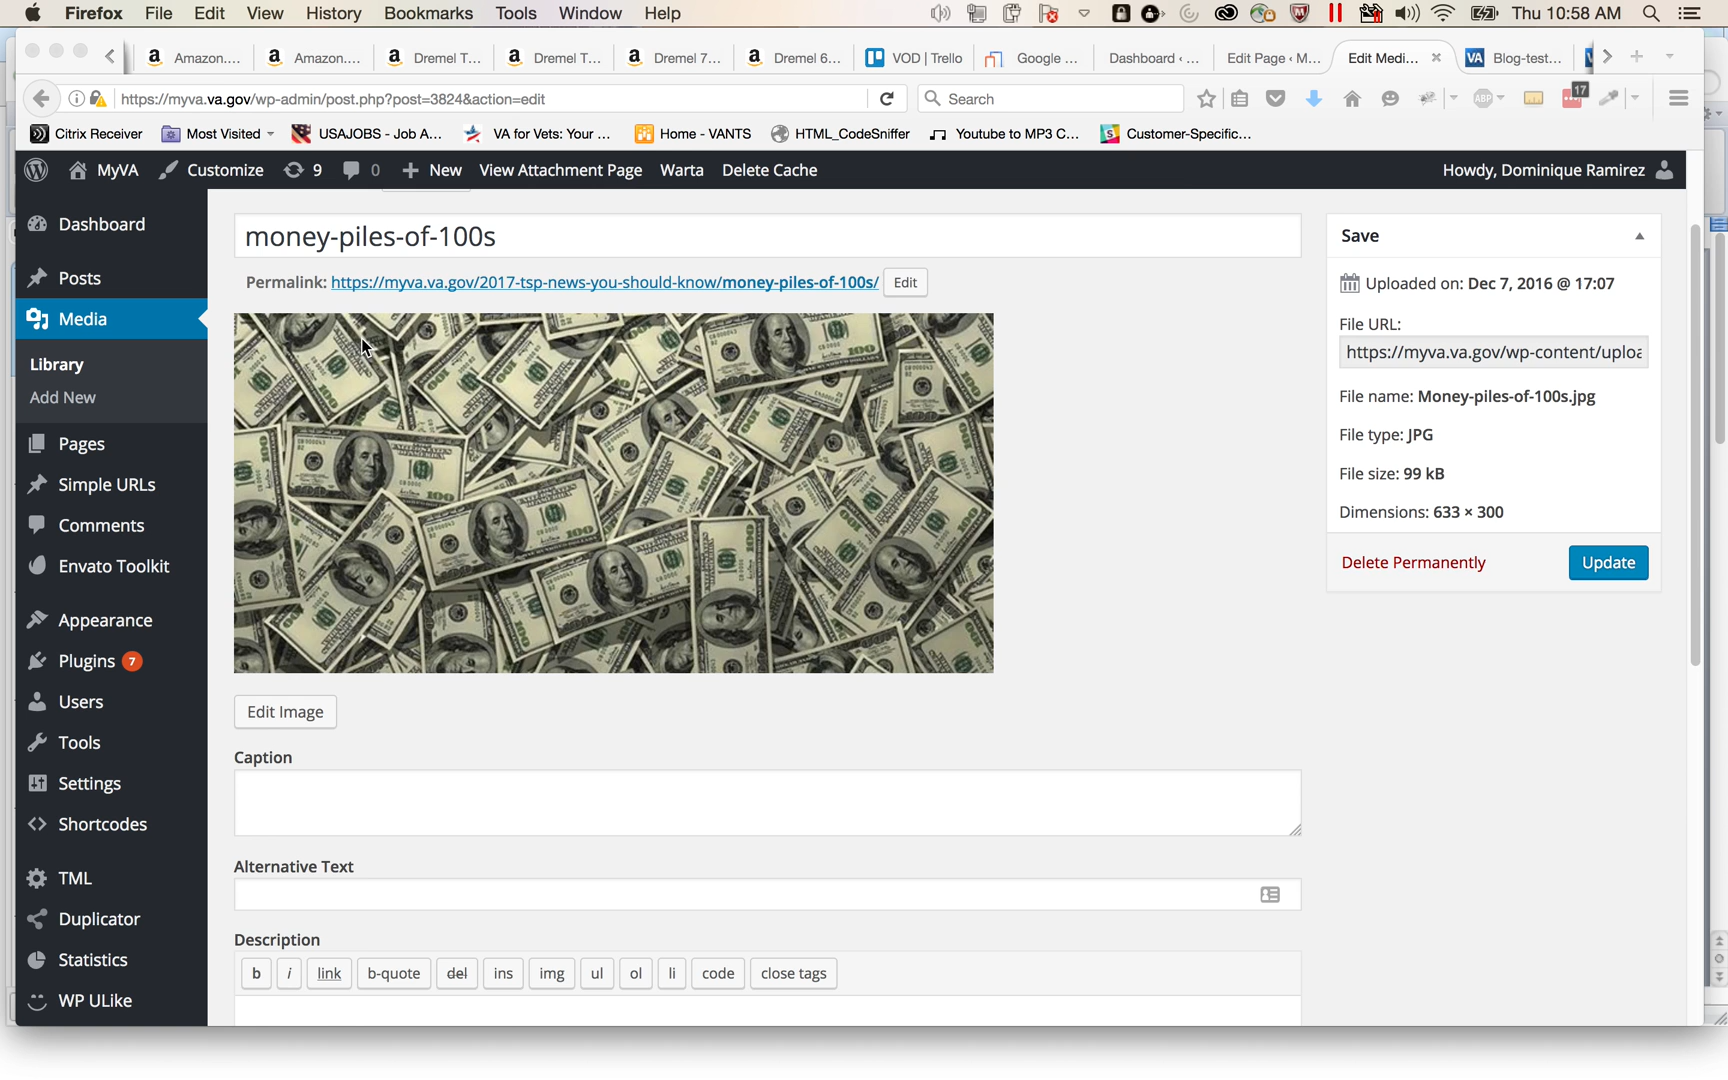 Firefox File Edit View History Bookmarks Tools Window Help Thu 10:58 AM
Amazon.... Amazon.... Dremel T... Dremel T... Dremel 7... Dremel 6... VOD | Trello Google ... Dashboard ‹ ... Edit Page ‹ M... Edit Medi... VA Blog-test...
https://myva.va.gov/wp-admin/post.php?post=3824&action=edit Search ABP 17
Citrix Receiver Most Visited USAJOBS - Job A... VA for Vets: Your ... Home - VANTS HTML_CodeSniffer Youtube to MP3 C... Customer-Specific...
MyVA Customize 9 0 New View Attachment Page Warta Delete Cache Howdy, Dominique Ramirez
Dashboard
Posts
Media
Library
Add New
Pages
Simple URLs
Comments
Envato Toolkit
Appearance
Plugins 7
Users
Tools
Settings
Shortcodes
TML
Duplicator
Statistics
WP ULike
money-piles-of-100s
Permalink: https://myva.va.gov/2017-tsp-news-you-should-know/money-piles-of-100s/ Edit
Edit Image
Caption
Alternative Text
Description
b i link b-quote del ins img ul ol li code close tags
Save
Uploaded on: Dec 7, 2016 @ 17:07
File URL:
https://myva.va.gov/wp-content/uploa
File name: Money-piles-of-100s.jpg
File type: JPG
File size: 99 kB
Dimensions: 633 × 300
Delete Permanently Update